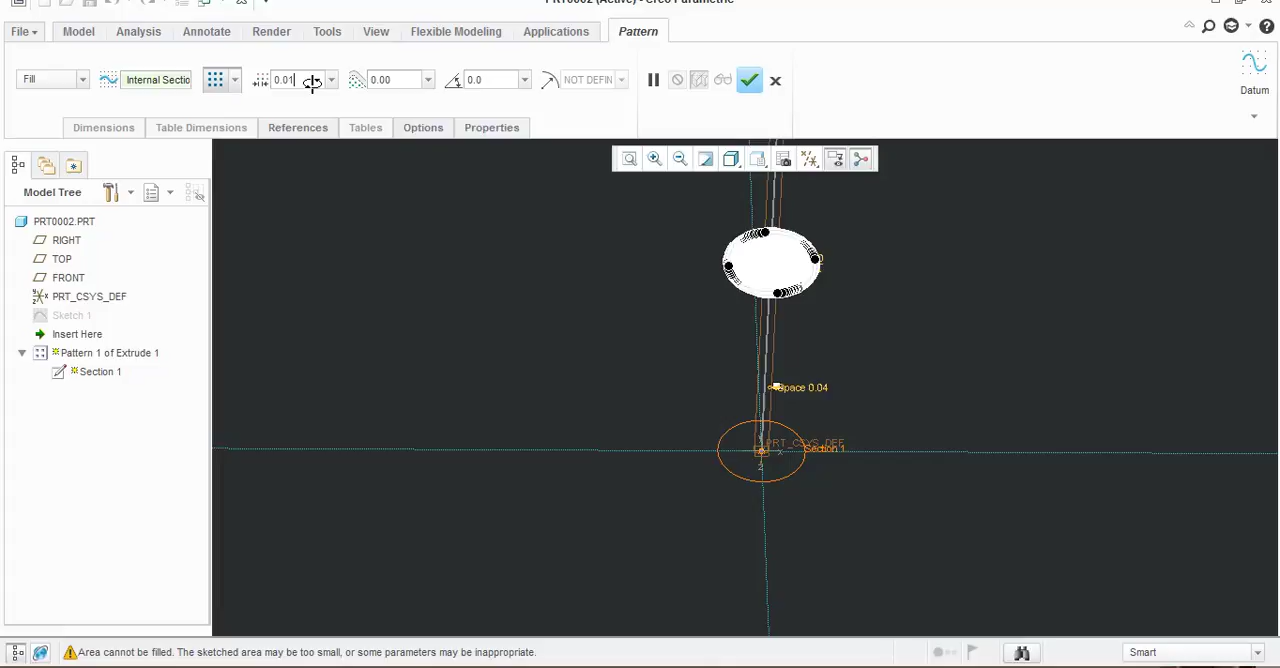 PRT0002 (Active) - Creo Parametric
File Model Analysis Annotate Render Tools View Flexible Modeling Applications Pattern
Fill Internal Sectio 0.01 0.00 0.0 NOT DEFIN
Datum
Dimensions Table Dimensions References Tables Options Properties
Model Tree
PRT0002.PRT
RIGHT
TOP
FRONT
PRT_CSYS_DEF
Sketch 1
Insert Here
Pattern 1 of Extrude 1
Section 1
Space 0.04
PRT_CSYS_DEF
Section 1
X
Z
Area cannot be filled. The sketched area may be too small, or some parameters may be inappropriate.
Smart